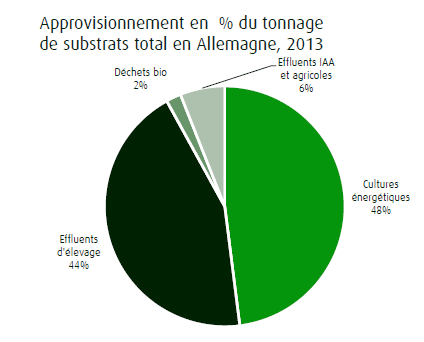 Approvisionnement en % du tonnage
de substrats total en Allemagne, 2013
Déchets bio
2%
Effluents IAA
et agricoles
6%
Cultures
énergétiques
48%
Effluents
d'élevage
44%